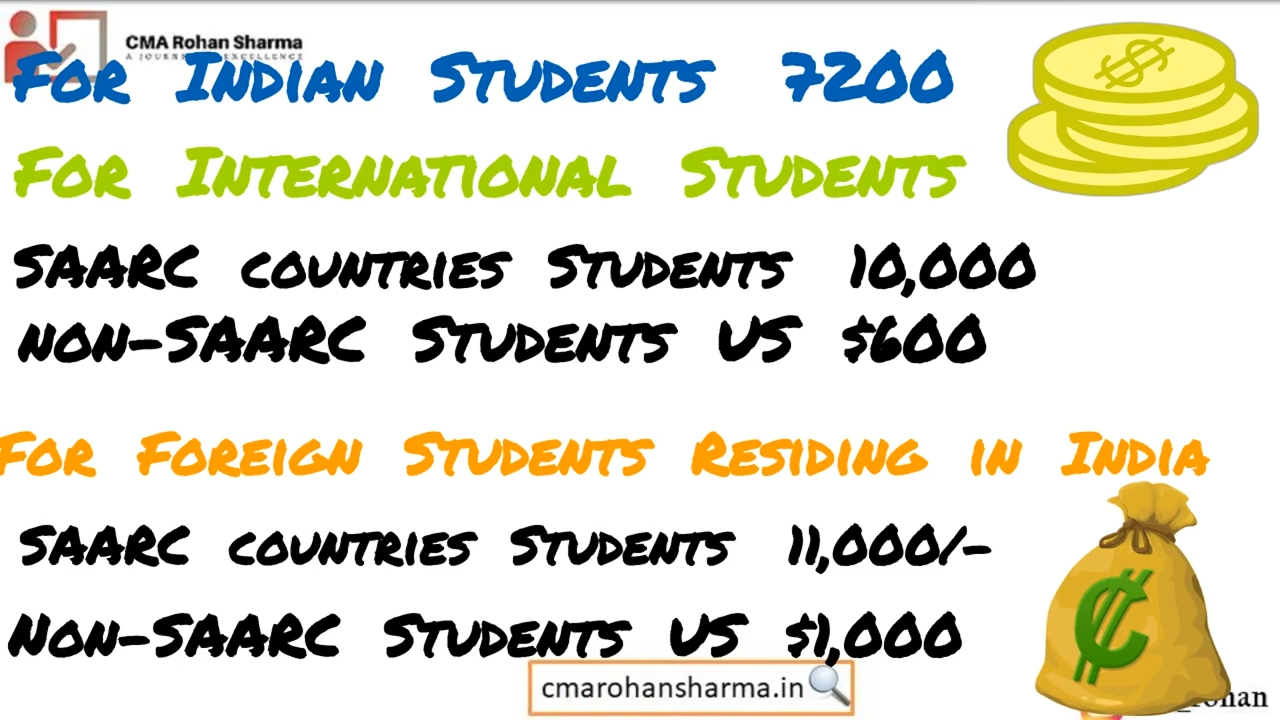 CMA Rohan Sharma
A JOURNEY EXCELLENCE
For Indian Students 7200
For International Students
SAARC countries Students 10,000
non-SAARC Students US $600
For Foreign Students Residing in India
SAARC countries Students 11,000/-
Non-SAARC Students US $1,000
cmarohansharma.in